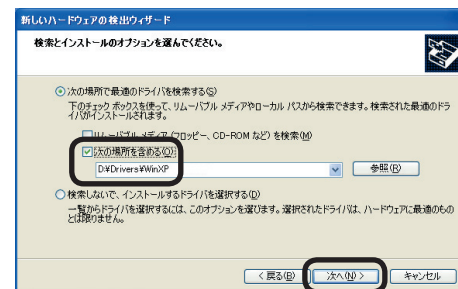 新しいハードウェアの検出ウィザード
検索とインストールのオプションを選んでください。
次の場所で最適のドライバを検索する(S)
下のチェック ボックスを使って、リムーバブル メディアやローカル パスから検索できます。検索された最適のドラ
イバがインストールされます。
リムーバブル メディア (フロッピー、CD-ROM など) を検索(M)
次の場所を含める(O):
D:¥Drivers¥WinXP
参照(R)
検索しないで、インストールするドライバを選択する(D)
一覧からドライバを選択するには、このオプションを選びます。選択されたドライバは、ハードウェアに最適のもの
とは限りません。
< 戻る(B)
次へ(N) >
キャンセル